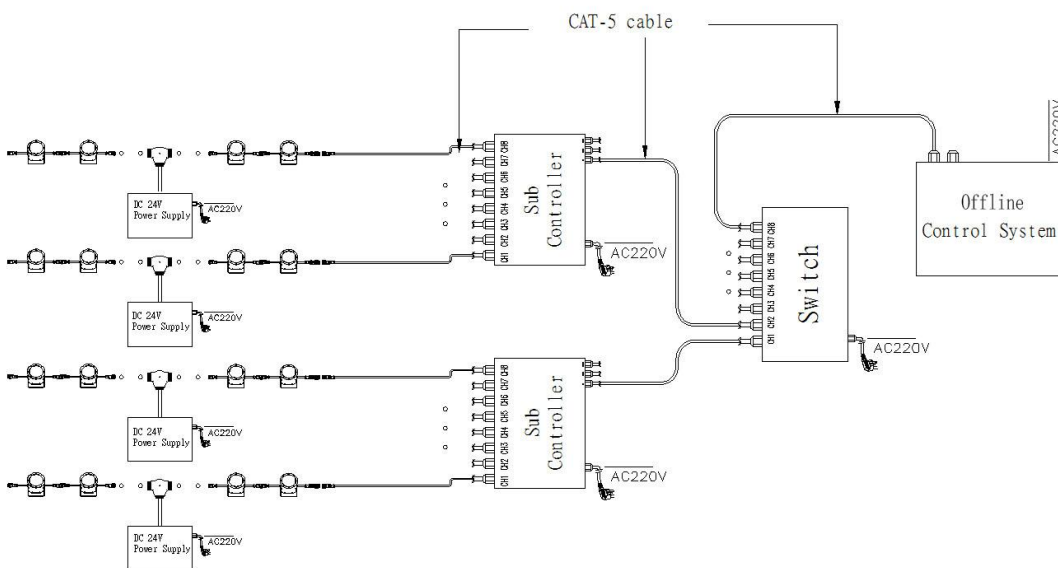 CAT-5 cable
AC220V
Offline
Control System
CH8
CH7
CH6
CH5
CH4
CH3
CH2
CH1
Sub
Controller
AC220V
DC 24V
Power Supply
AC220V
DC 24V
Power Supply
AC220V
CH8
CH7
CH6
CH5
CH4
CH3
CH2
CH1
Switch
AC220V
CH8
CH7
CH6
CH5
CH4
CH3
CH2
CH1
Sub
Controller
AC220V
DC 24V
Power Supply
AC220V
DC 24V
Power Supply
AC220V